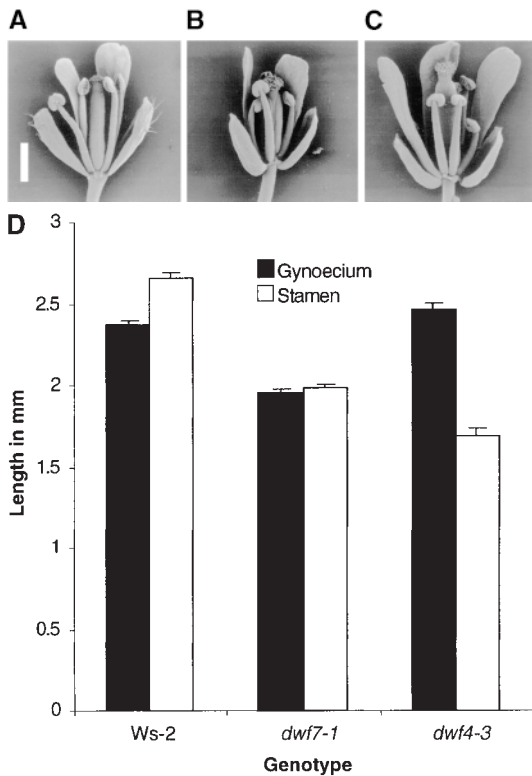 A B C
D
3
2.5
2
1.5
1
0.5
0
Length in mm
Gynoecium
Stamen
Ws-2 dwf7-1 dwf4-3
Genotype